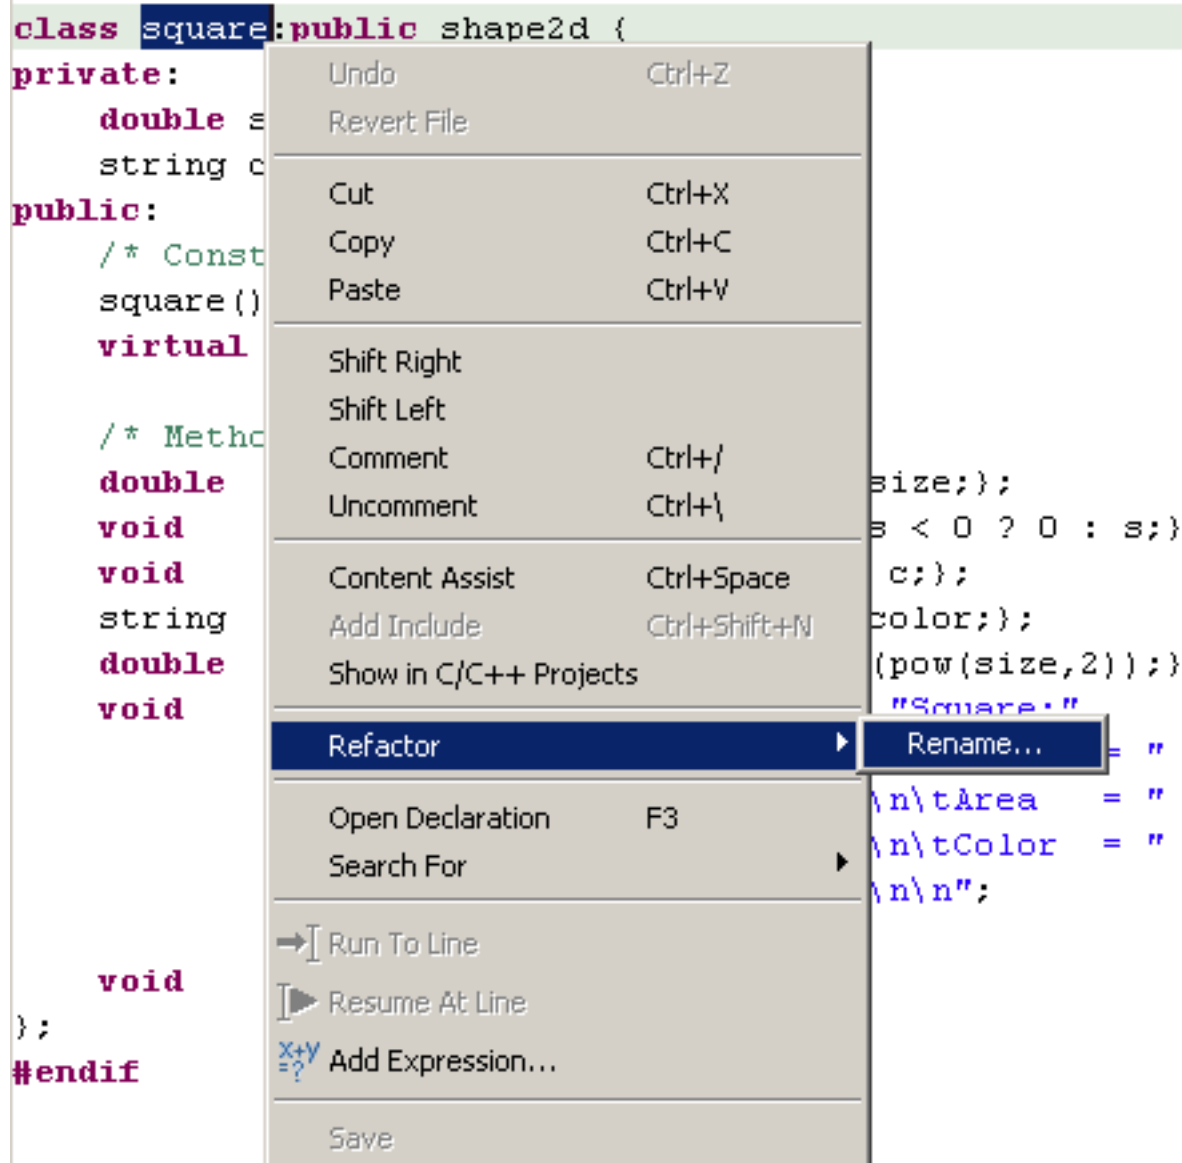 class square:public shape2d {
private:
double s
string c
public:
/* Const
square()
virtual
/* Metho
double size;};
void s < 0 ? 0 : s;}
void c;};
string color;};
double (pow(size,2));}
void "Square:"
= "
\n\tArea = "
\n\tColor = "
\n\n";
void
};
#endif
Undo Ctrl+Z
Revert File
Cut Ctrl+X
Copy Ctrl+C
Paste Ctrl+V
Shift Right
Shift Left
Comment Ctrl+/
Uncomment Ctrl+\
Content Assist Ctrl+Space
Add Include Ctrl+Shift+N
Show in C/C++ Projects
Refactor
Rename...
Open Declaration F3
Search For
Run To Line
Resume At Line
x+y
=?
Add Expression...
Save